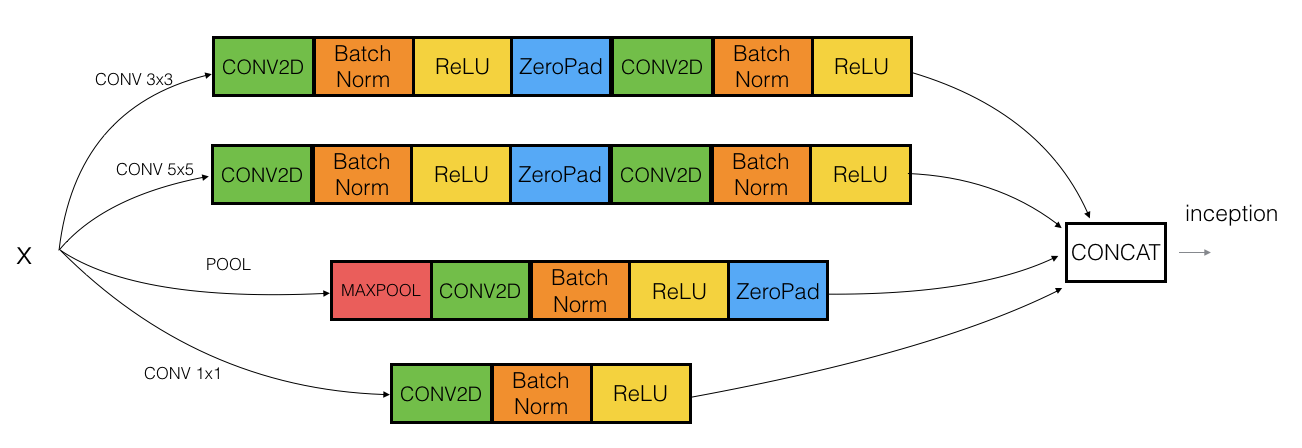 CONV 3x3
CONV2D
Batch
Norm
ReLU
ZeroPad
CONV2D
Batch
Norm
ReLU
CONV 5x5
CONV2D
Batch
Norm
ReLU
ZeroPad
CONV2D
Batch
Norm
ReLU
X
POOL
MAXPOOL
CONV2D
Batch
Norm
ReLU
ZeroPad
CONV 1x1
CONV2D
Batch
Norm
ReLU
CONCAT
inception